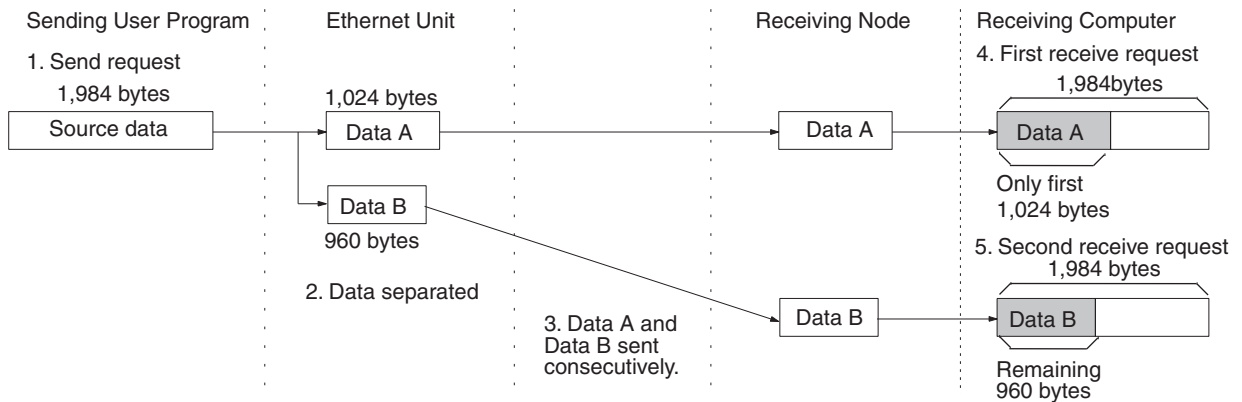 Sending User Program
Ethernet Unit
Receiving Node
Receiving Computer
1. Send request
1,984 bytes
Source data
1,024 bytes
Data A
Data B
960 bytes
2. Data separated
3. Data A and
Data B sent
consecutively.
Data A
Data B
4. First receive request
1,984bytes
Data A
Only first
1,024 bytes
5. Second receive request
1,984 bytes
Data B
Remaining
960 bytes